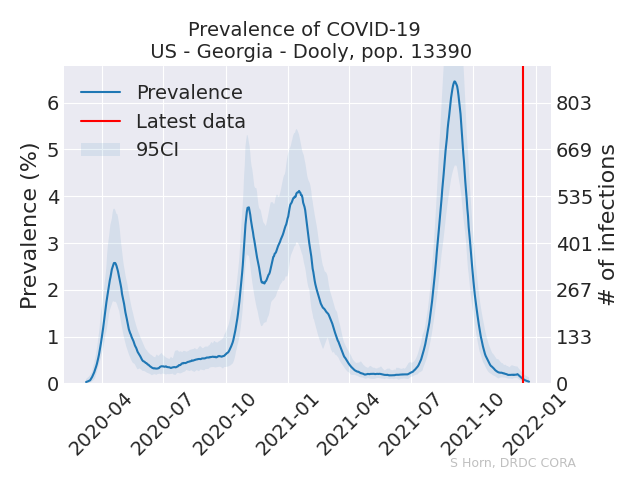 Prevalence of COVID-19
US - Georgia - Dooly, pop. 13390
Prevalence
Latest data
95CI
Prevalence (%)
6
5
4
3
2
1
0
803
669
535
401
267
133
0
# of infections
2020-04
2020-07
2020-10
2021-01
2021-04
2021-07
2021-10
2022-01
S Horn, DRDC CORA